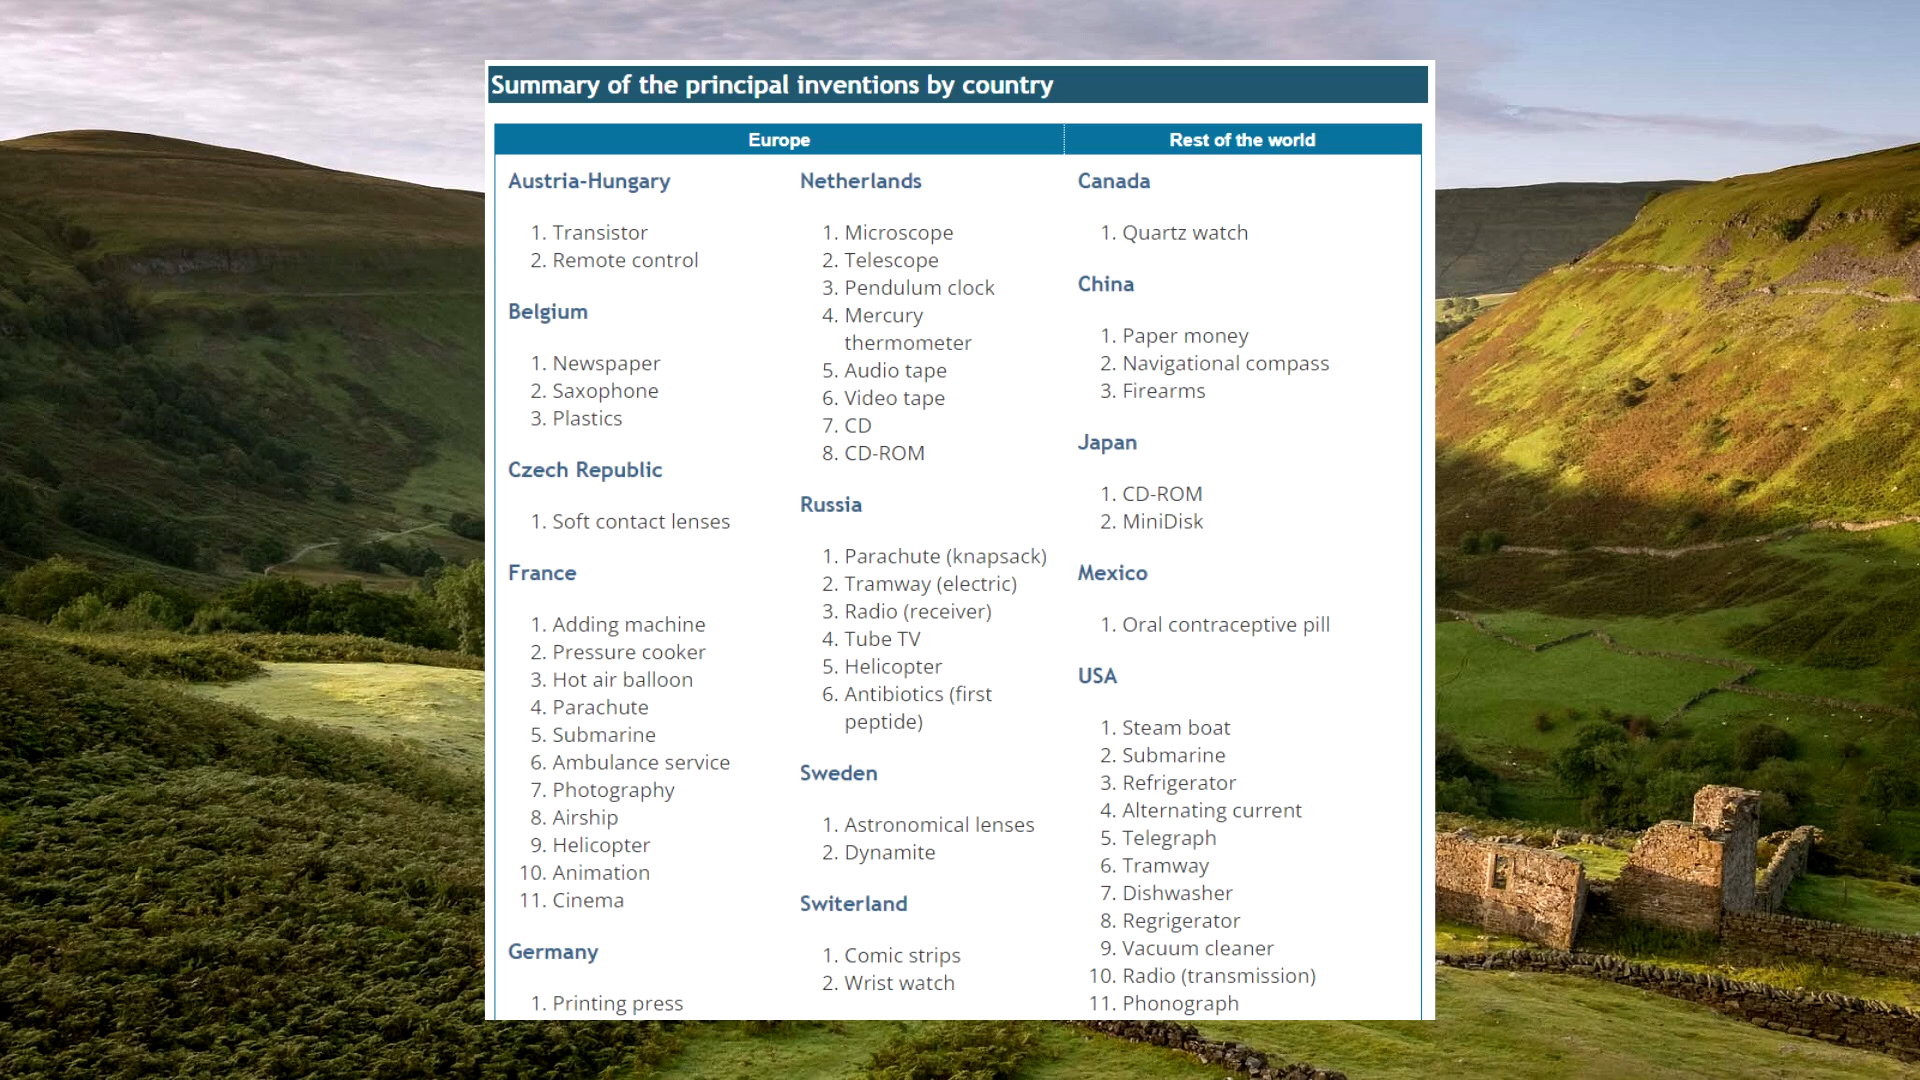 Summary of the principal inventions by country
Europe
Rest of the world
Austria-Hungary
1. Transistor
2. Remote control
Belgium
1. Newspaper
2. Saxophone
3. Plastics
Czech Republic
1. Soft contact lenses
France
1. Adding machine
2. Pressure cooker
3. Hot air balloon
4. Parachute
5. Submarine
6. Ambulance service
7. Photography
8. Airship
9. Helicopter
10. Animation
11. Cinema
Germany
1. Printing press
Netherlands
1. Microscope
2. Telescope
3. Pendulum clock
4. Mercury
thermometer
5. Audio tape
6. Video tape
7. CD
8. CD-ROM
Russia
1. Parachute (knapsack)
2. Tramway (electric)
3. Radio (receiver)
4. Tube TV
5. Helicopter
6. Antibiotics (first
peptide)
Sweden
1. Astronomical lenses
2. Dynamite
Switerland
1. Comic strips
2. Wrist watch
Canada
1. Quartz watch
China
1. Paper money
2. Navigational compass
3. Firearms
Japan
1. CD-ROM
2. MiniDisk
Mexico
1. Oral contraceptive pill
USA
1. Steam boat
2. Submarine
3. Refrigerator
4. Alternating current
5. Telegraph
6. Tramway
7. Dishwasher
8. Regrigerator
9. Vacuum cleaner
10. Radio (transmission)
11. Phonograph